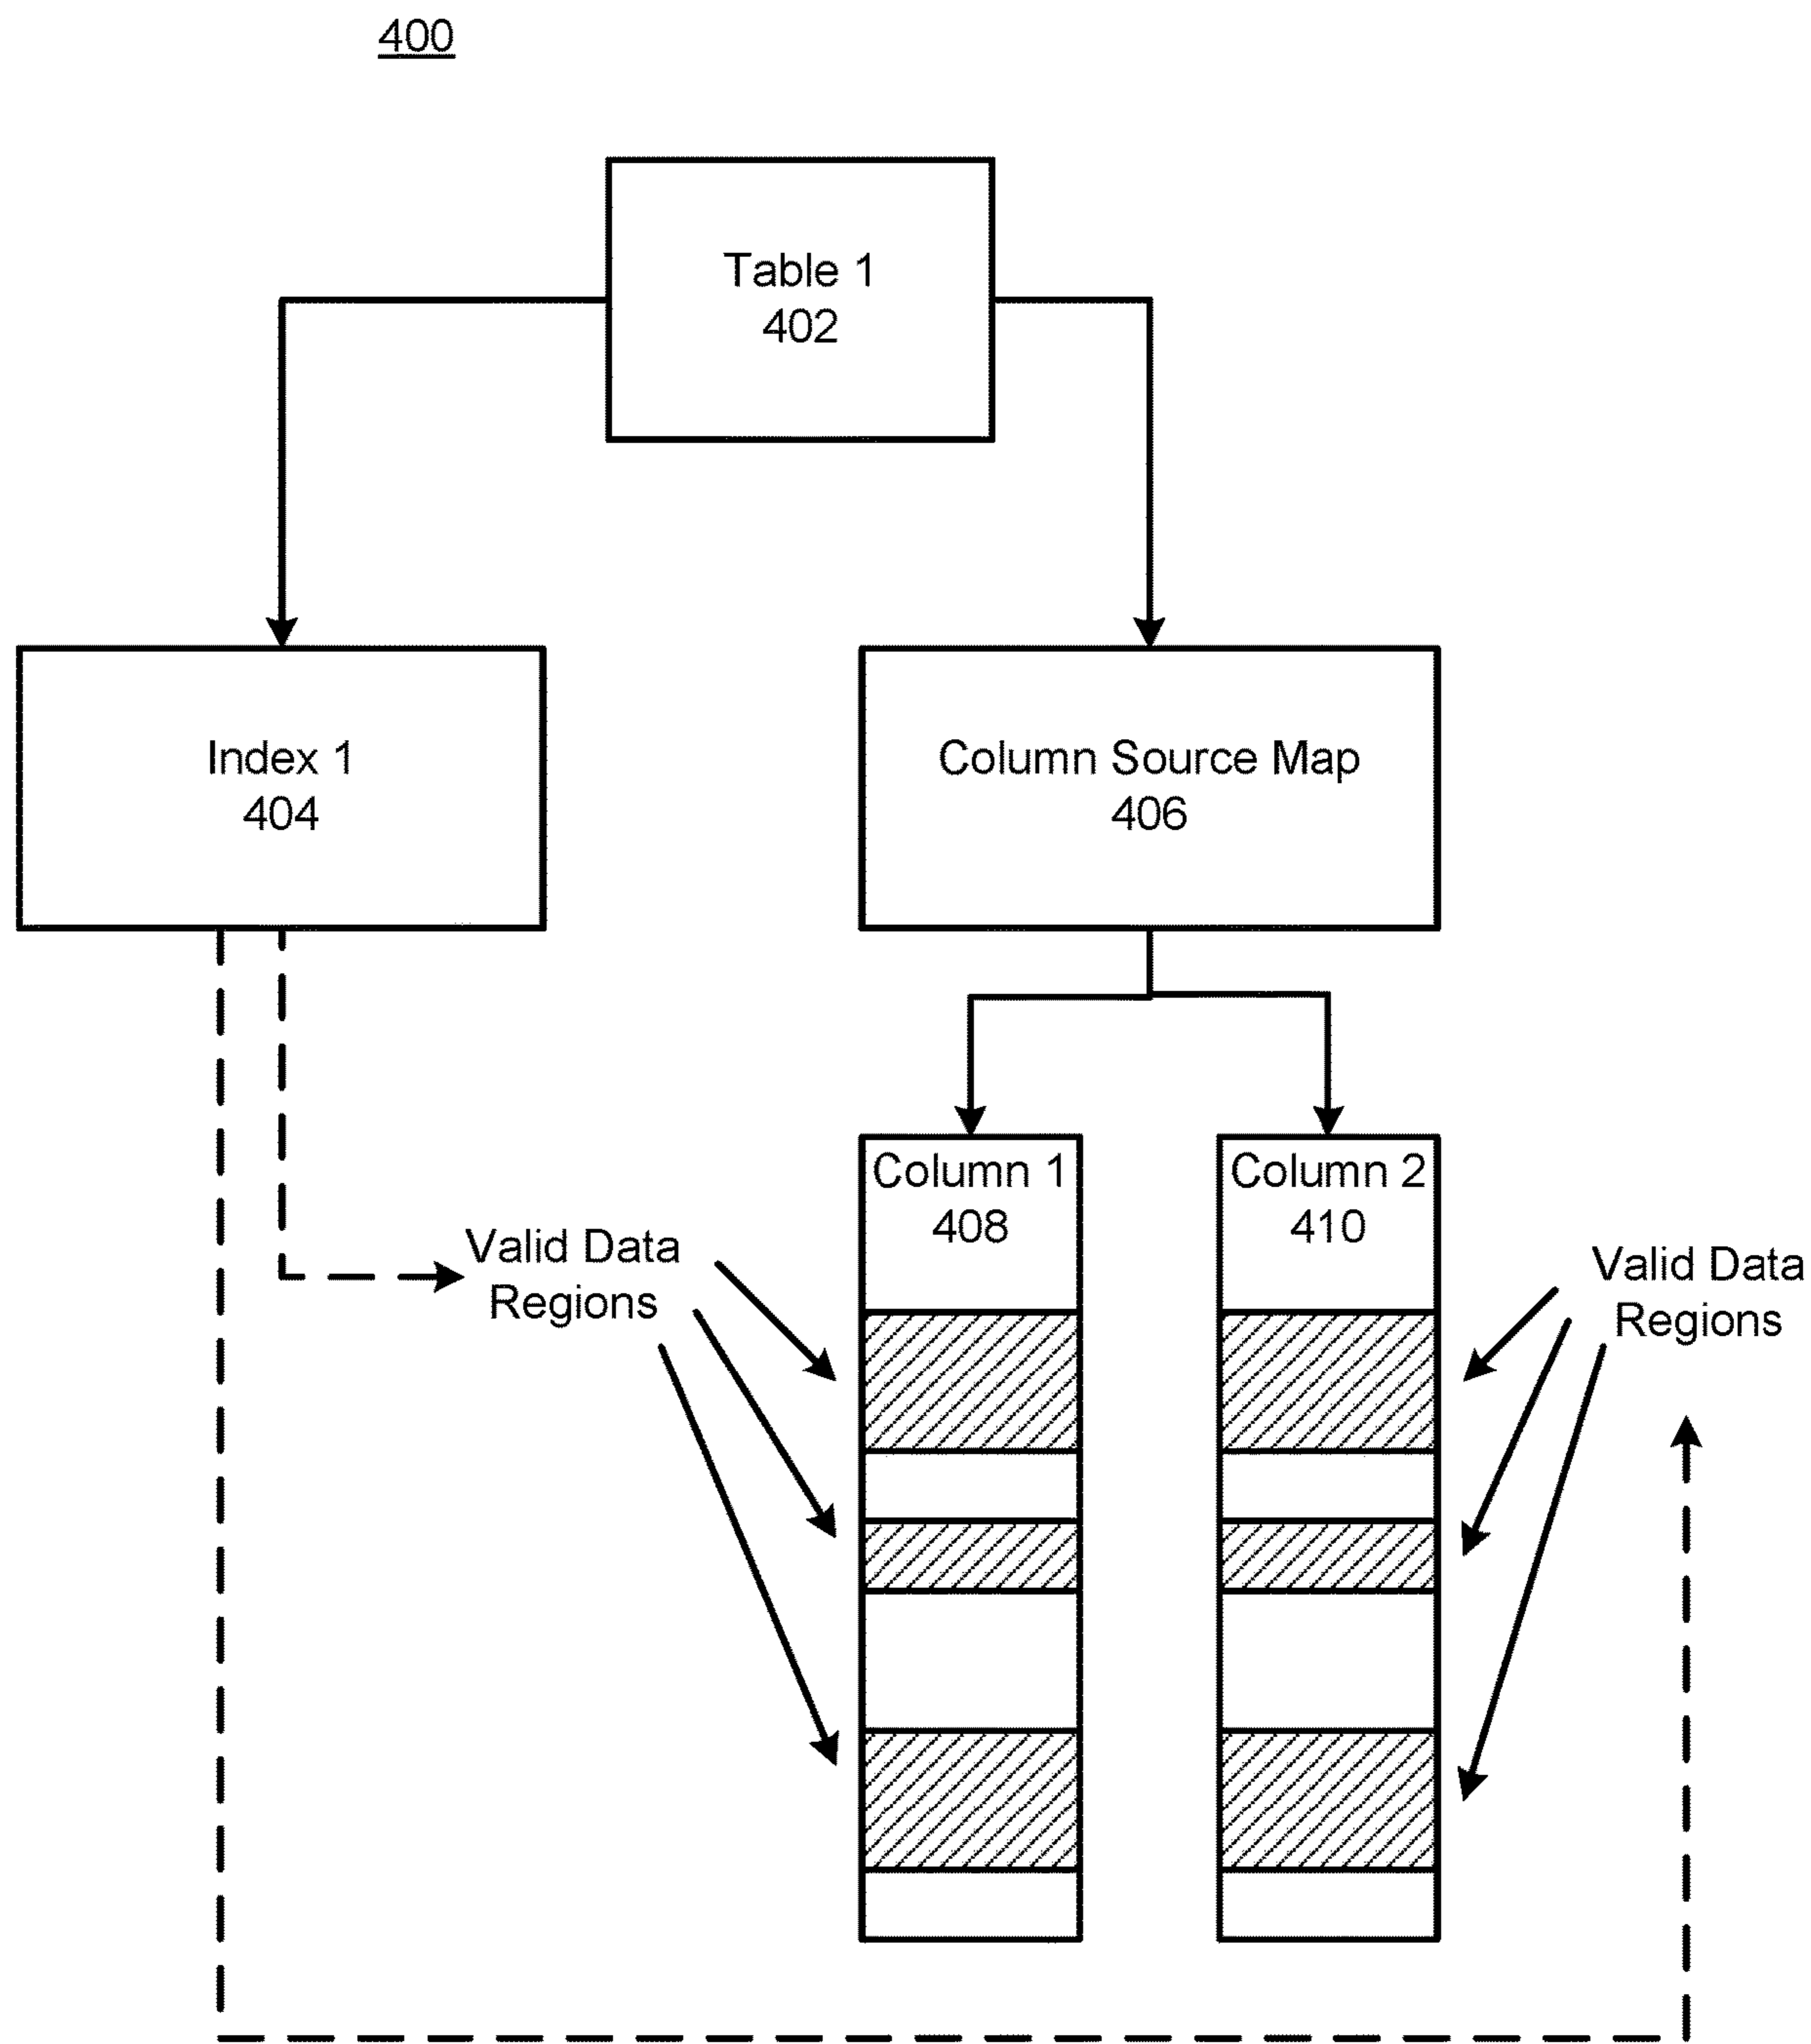 400
Table 1
402
Index 1
404
Column Source Map
406
Column 1
408
Column 2
410
Valid Data
Regions
Valid Data
Regions